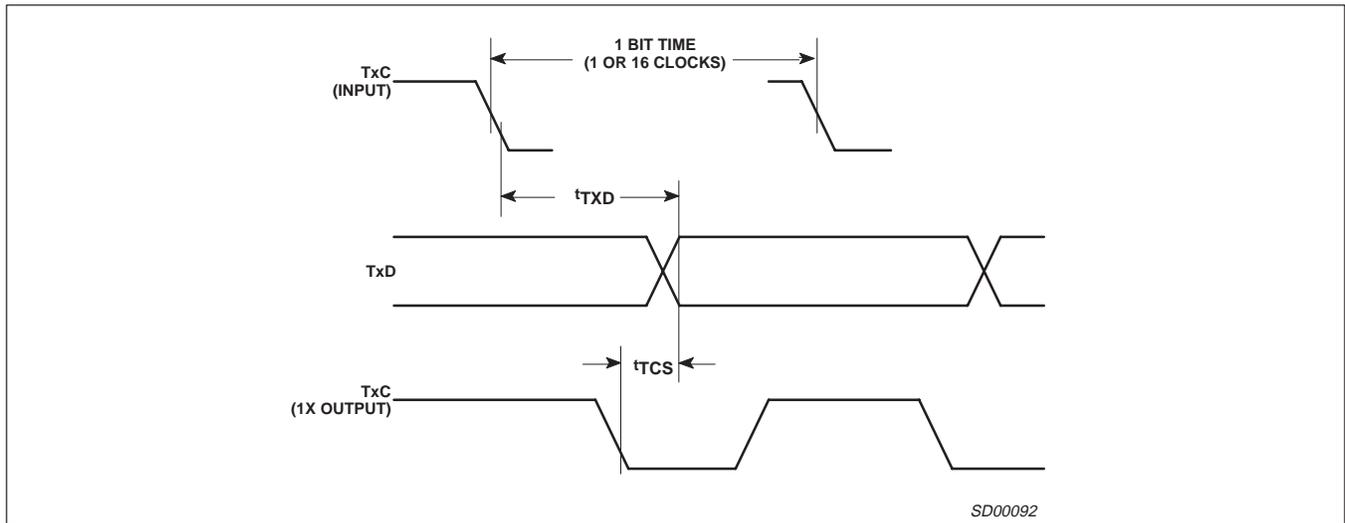 1 BIT TIME
(1 OR 16 CLOCKS)
TxC
(INPUT)
tTXD
TxD
tTCS
TxC
(1X OUTPUT)
SD00092